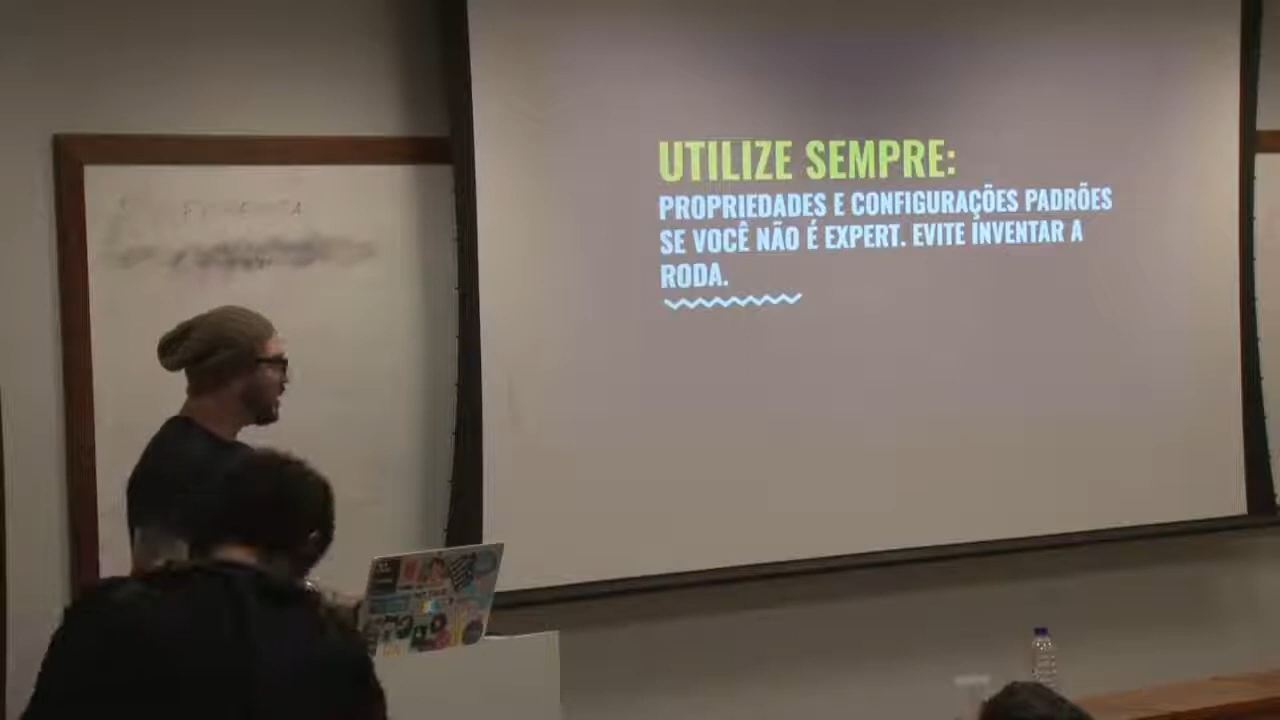 UTILIZE SEMPRE:
PROPRIEDADES E CONFIGURAÇÕES PADRÕES
SE VOCÊ NÃO É EXPERT. EVITE INVENTAR A
RODA.